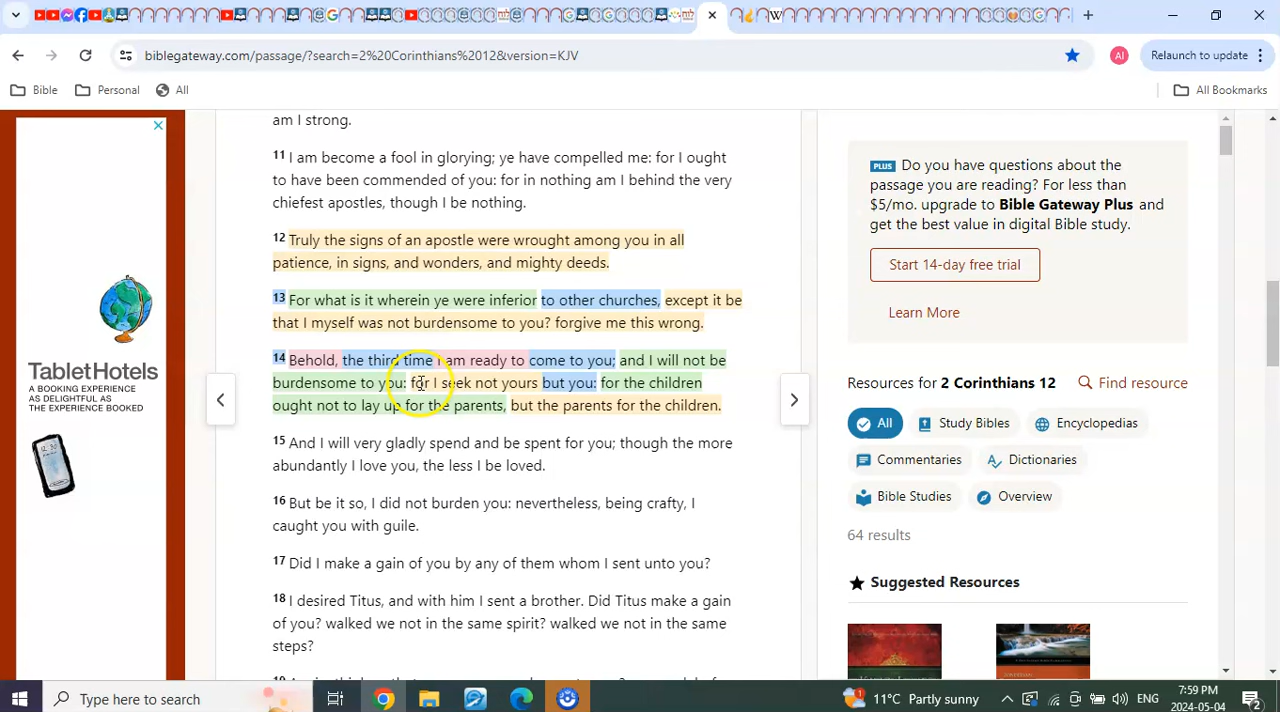 biblegateway.com/passage/?search=2%20Corinthians%2012&version=KJV
AI
Relaunch to update
Bible
Personal
All
All Bookmarks
am I strong.
11 I am become a fool in glorying; ye have compelled me: for I ought
to have been commended of you: for in nothing am I behind the very
chiefest apostles, though I be nothing.
12 Truly the signs of an apostle were wrought among you in all
patience, in signs, and wonders, and mighty deeds.
13 For what is it wherein ye were inferior to other churches, except it be
that I myself was not burdensome to you? forgive me this wrong.
14 Behold, the third time I am ready to come to you; and I will not be
burdensome to you: for I seek not yours but you: for the children
ought not to lay up for the parents, but the parents for the children.
15 And I will very gladly spend and be spent for you; though the more
abundantly I love you, the less I be loved.
16 But be it so, I did not burden you: nevertheless, being crafty, I
caught you with guile.
17 Did I make a gain of you by any of them whom I sent unto you?
18 I desired Titus, and with him I sent a brother. Did Titus make a gain
of you? walked we not in the same spirit? walked we not in the same
steps?
TabletHotels
A BOOKING EXPERIENCE
AS DELIGHTFUL AS
THE EXPERIENCE BOOKED
PLUS Do you have questions about the
passage you are reading? For less than
$5/mo. upgrade to Bible Gateway Plus and
get the best value in digital Bible study.
Start 14-day free trial
Learn More
Resources for 2 Corinthians 12
Find resource
All
Study Bibles
Encyclopedias
Commentaries
Dictionaries
Bible Studies
Overview
64 results
Suggested Resources
Type here to search
11°C Partly sunny
ENG
7:59 PM
2024-05-04
2